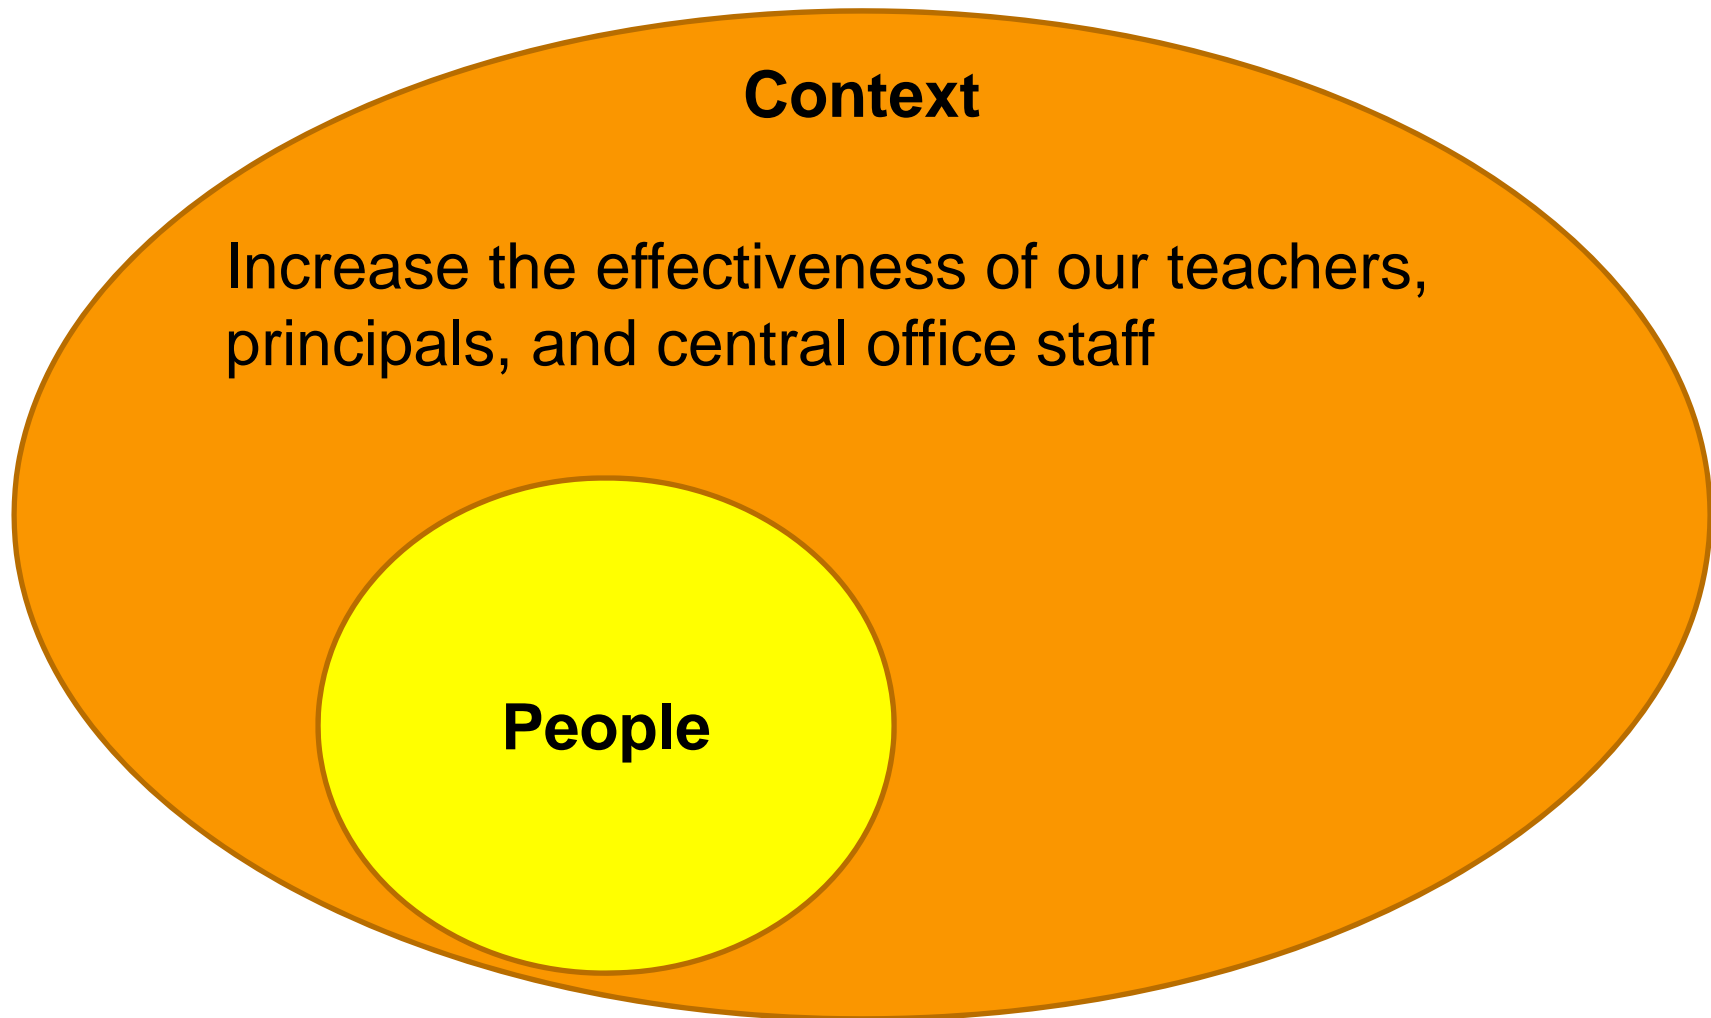 Context
Increase the effectiveness of our teachers,
principals, and central office staff
People